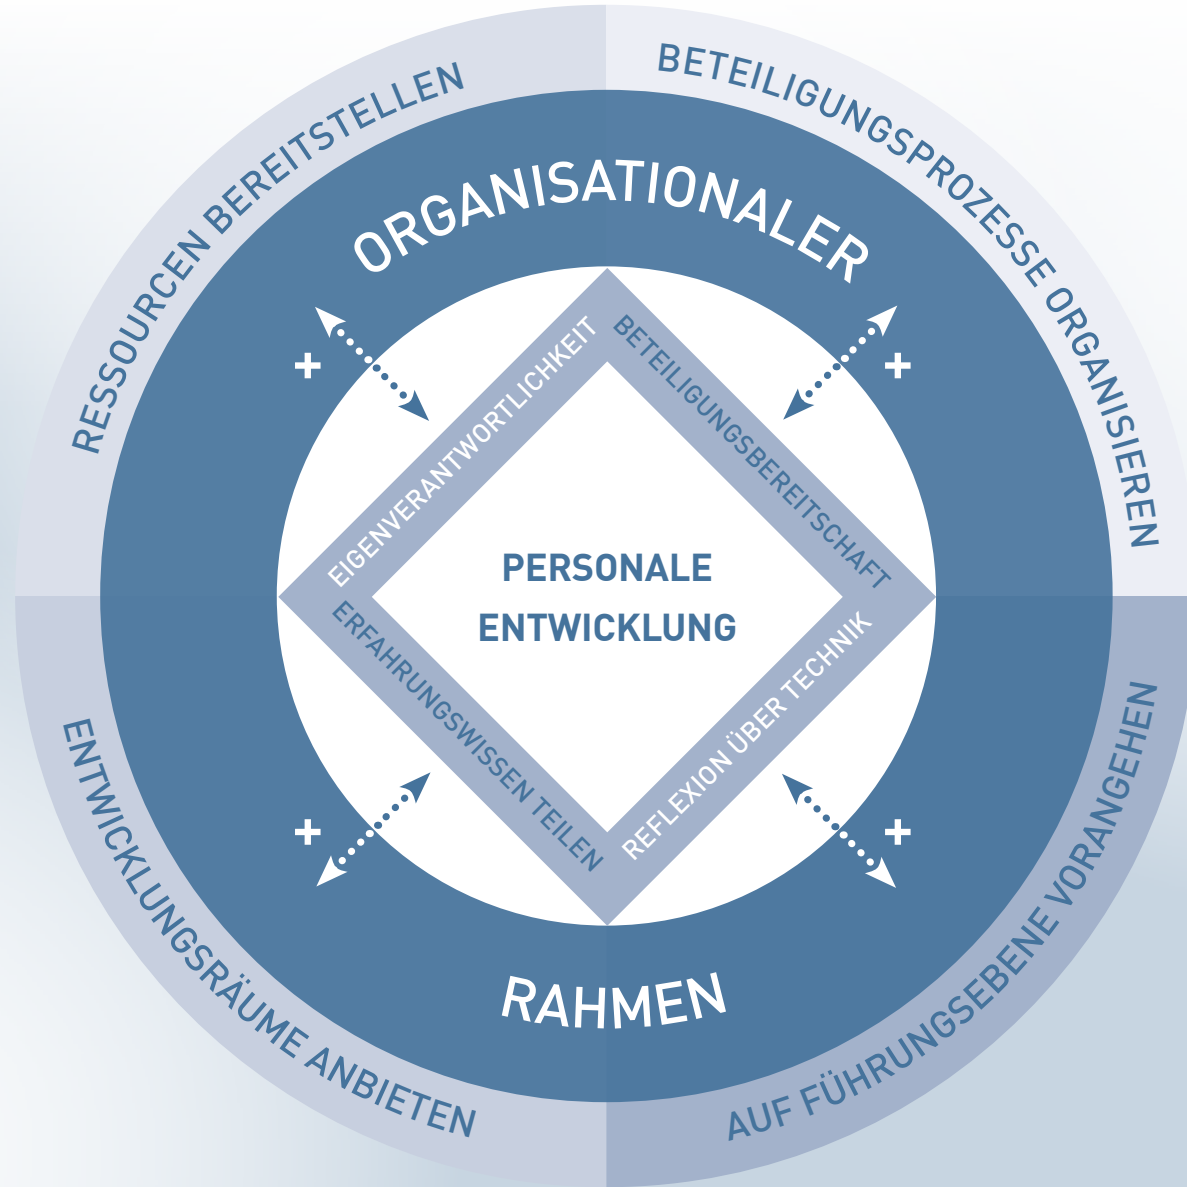 RESSOURCEN BEREITSTELLEN
BETEILIGUNGSPROZESSE ORGANISIEREN
ORGANISATIONALER
+
+
EIGENVERANTWORTLICHKEIT
BETEILIGUNGSBEREITSCHAFT
PERSONALE
ENTWICKLUNG
ERFAHRUNGSWISSEN TEILEN
REFLEXION ÜBER TECHNIK
+
+
RAHMEN
ENTWICKLUNGSRÄUME ANBIETEN
AUF FÜHRUNGSEBENE VORANGEHEN